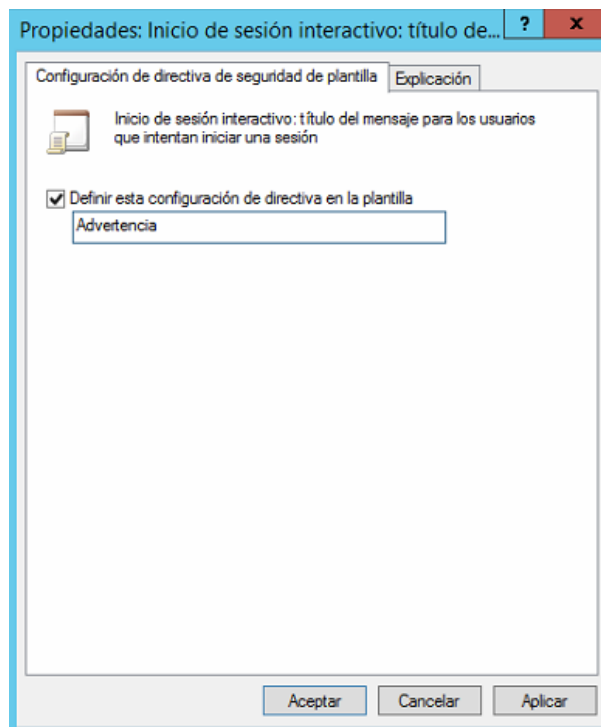 Propiedades: Inicio de sesión interactivo: título de...
?
x
Configuración de directiva de seguridad de plantilla
Explicación
Inicio de sesión interactivo: título del mensaje para los usuarios
que intentan iniciar una sesión
Definir esta configuración de directiva en la plantilla
Advertencia
Aceptar
Cancelar
Aplicar